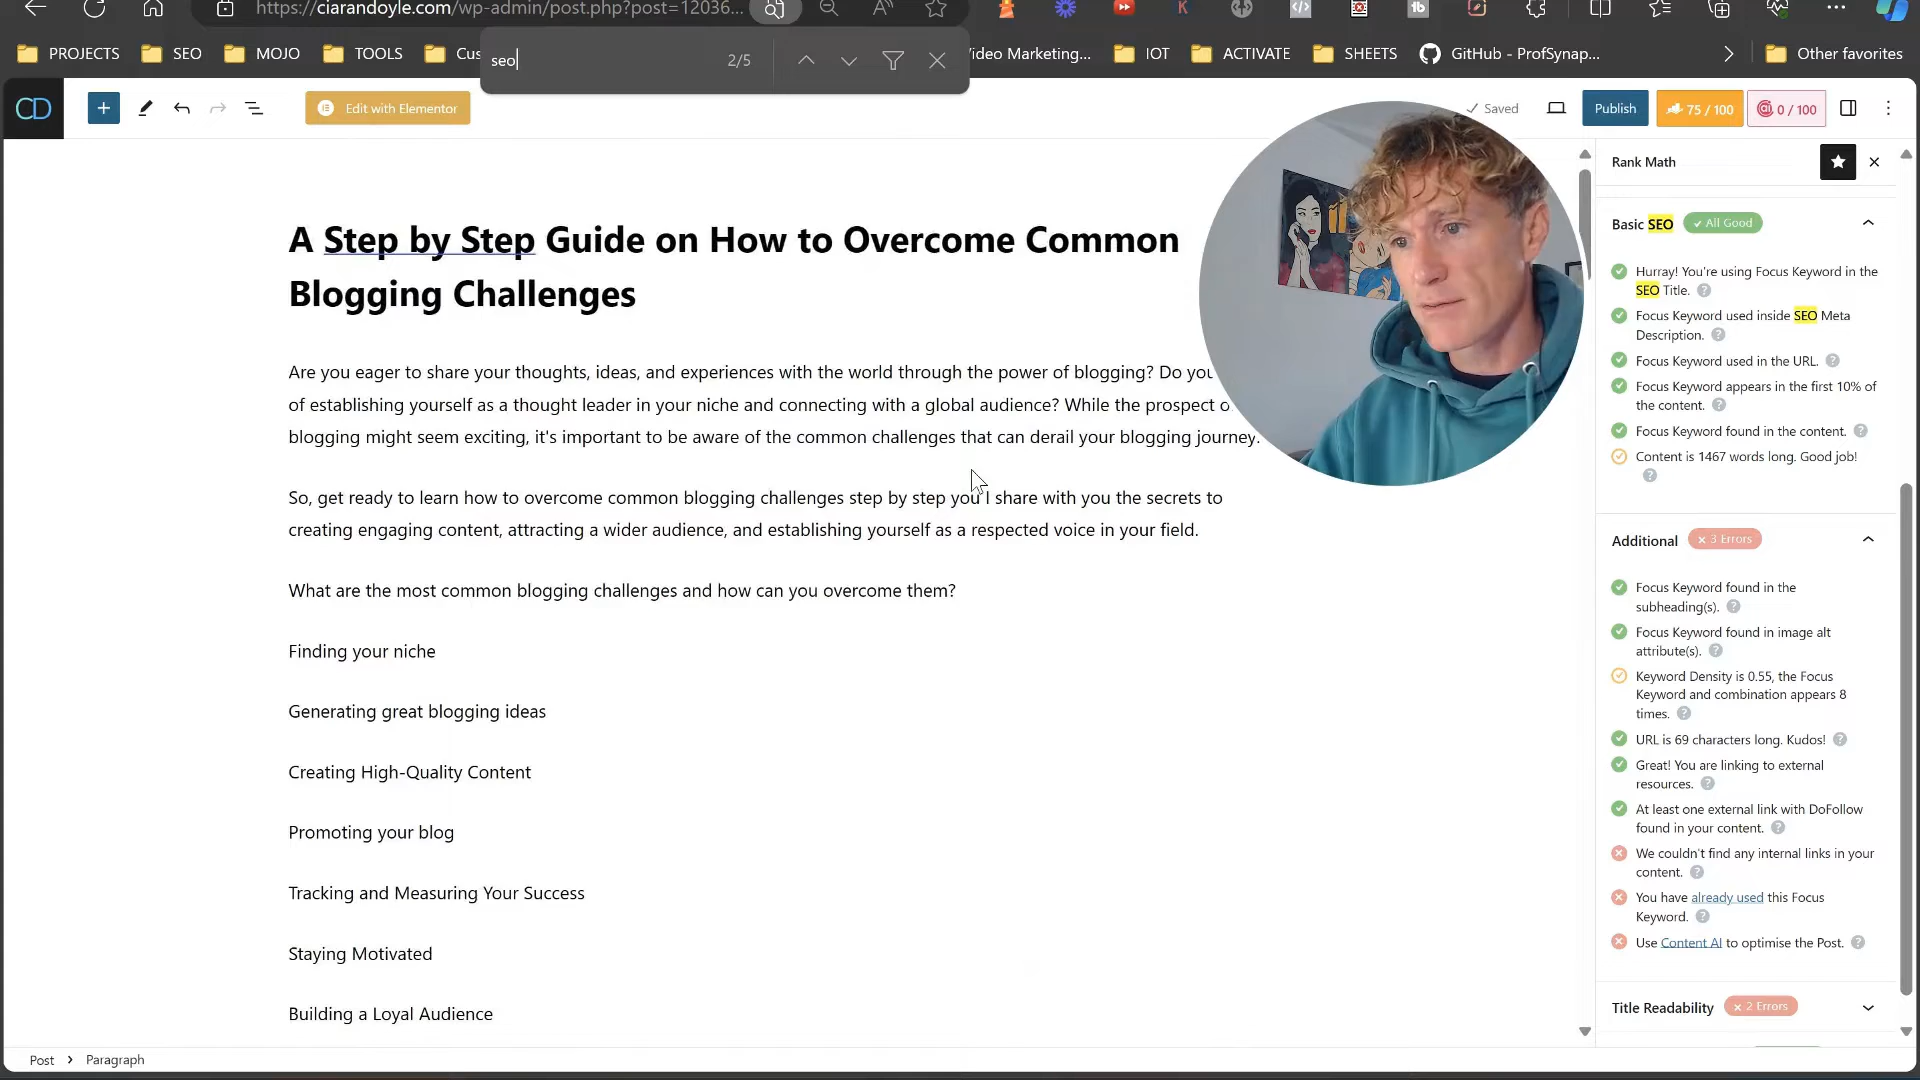 https://ciarandoyle.com/wp-admin/post.php?post=12036...
PROJECTS
SEO
MOJO
TOOLS
Cus
seo
2/5
ideo Marketing...
IOT
ACTIVATE
SHEETS
GitHub - ProfSynap...
Other favorites
CD
Edit with Elementor
Saved
Publish
75 / 100
0 / 100
A Step by Step Guide on How to Overcome Common
Blogging Challenges
Are you eager to share your thoughts, ideas, and experiences with the world through the power of blogging? Do you
of establishing yourself as a thought leader in your niche and connecting with a global audience? While the prospect o
blogging might seem exciting, it's important to be aware of the common challenges that can derail your blogging journey.
So, get ready to learn how to overcome common blogging challenges step by step you I share with you the secrets to
creating engaging content, attracting a wider audience, and establishing yourself as a respected voice in your field.
What are the most common blogging challenges and how can you overcome them?
Finding your niche
Generating great blogging ideas
Creating High-Quality Content
Promoting your blog
Tracking and Measuring Your Success
Staying Motivated
Building a Loyal Audience
Post
Paragraph
Rank Math
Basic SEO
All Good
Hurray! You're using Focus Keyword in the
SEO Title.
Focus Keyword used inside SEO Meta
Description.
Focus Keyword used in the URL.
Focus Keyword appears in the first 10% of
the content.
Focus Keyword found in the content.
Content is 1467 words long. Good job!
Additional
3 Errors
Focus Keyword found in the
subheading(s).
Focus Keyword found in image alt
attribute(s).
Keyword Density is 0.55, the Focus
Keyword and combination appears 8
times.
URL is 69 characters long. Kudos!
Great! You are linking to external
resources.
At least one external link with DoFollow
found in your content.
We couldn't find any internal links in your
content.
You have already used this Focus
Keyword.
Use Content AI to optimise the Post.
Title Readability
2 Errors